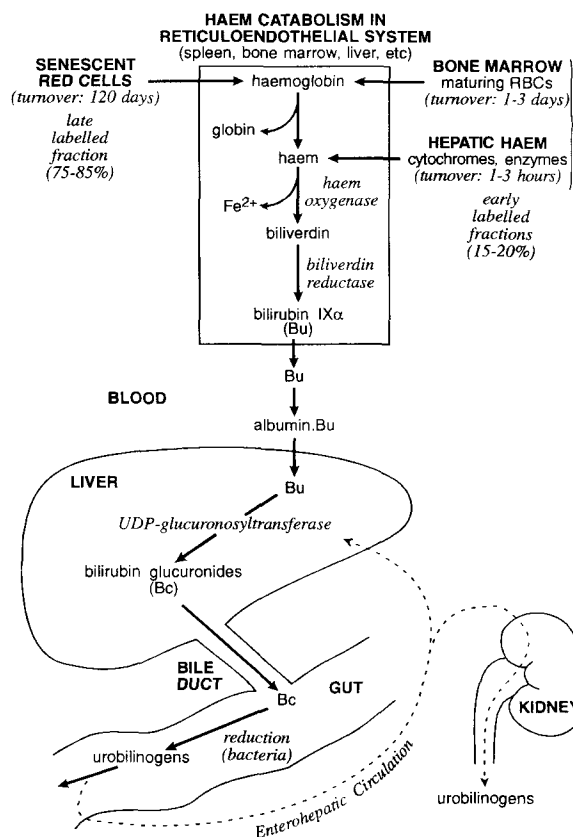 HAEM CATABOLISM IN
RETICULOENDOTHELIAL SYSTEM
(spleen, bone marrow, liver, etc)
SENESCENT
RED CELLS
(turnover: 120 days)
late
labelled
fraction
(75-85%)
BONE MARROW
maturing RBCs
(turnover: 1-3 days)
HEPATIC HAEM
cytochromes, enzymes
(turnover: 1-3 hours)
early
labelled
fractions
(15-20%)
haemoglobin
globin
haem
haem
oxygenase
Fe2+
biliverdin
biliverdin
reductase
bilirubin IXα
(Bu)
Bu
BLOOD
albumin.Bu
LIVER
Bu
UDP-glucuronosyltransferase
bilirubin glucuronides
(Bc)
BILE
DUCT
Bc
GUT
KIDNEY
reduction
(bacteria)
urobilinogens
Enterohepatic Circulation
urobilinogens